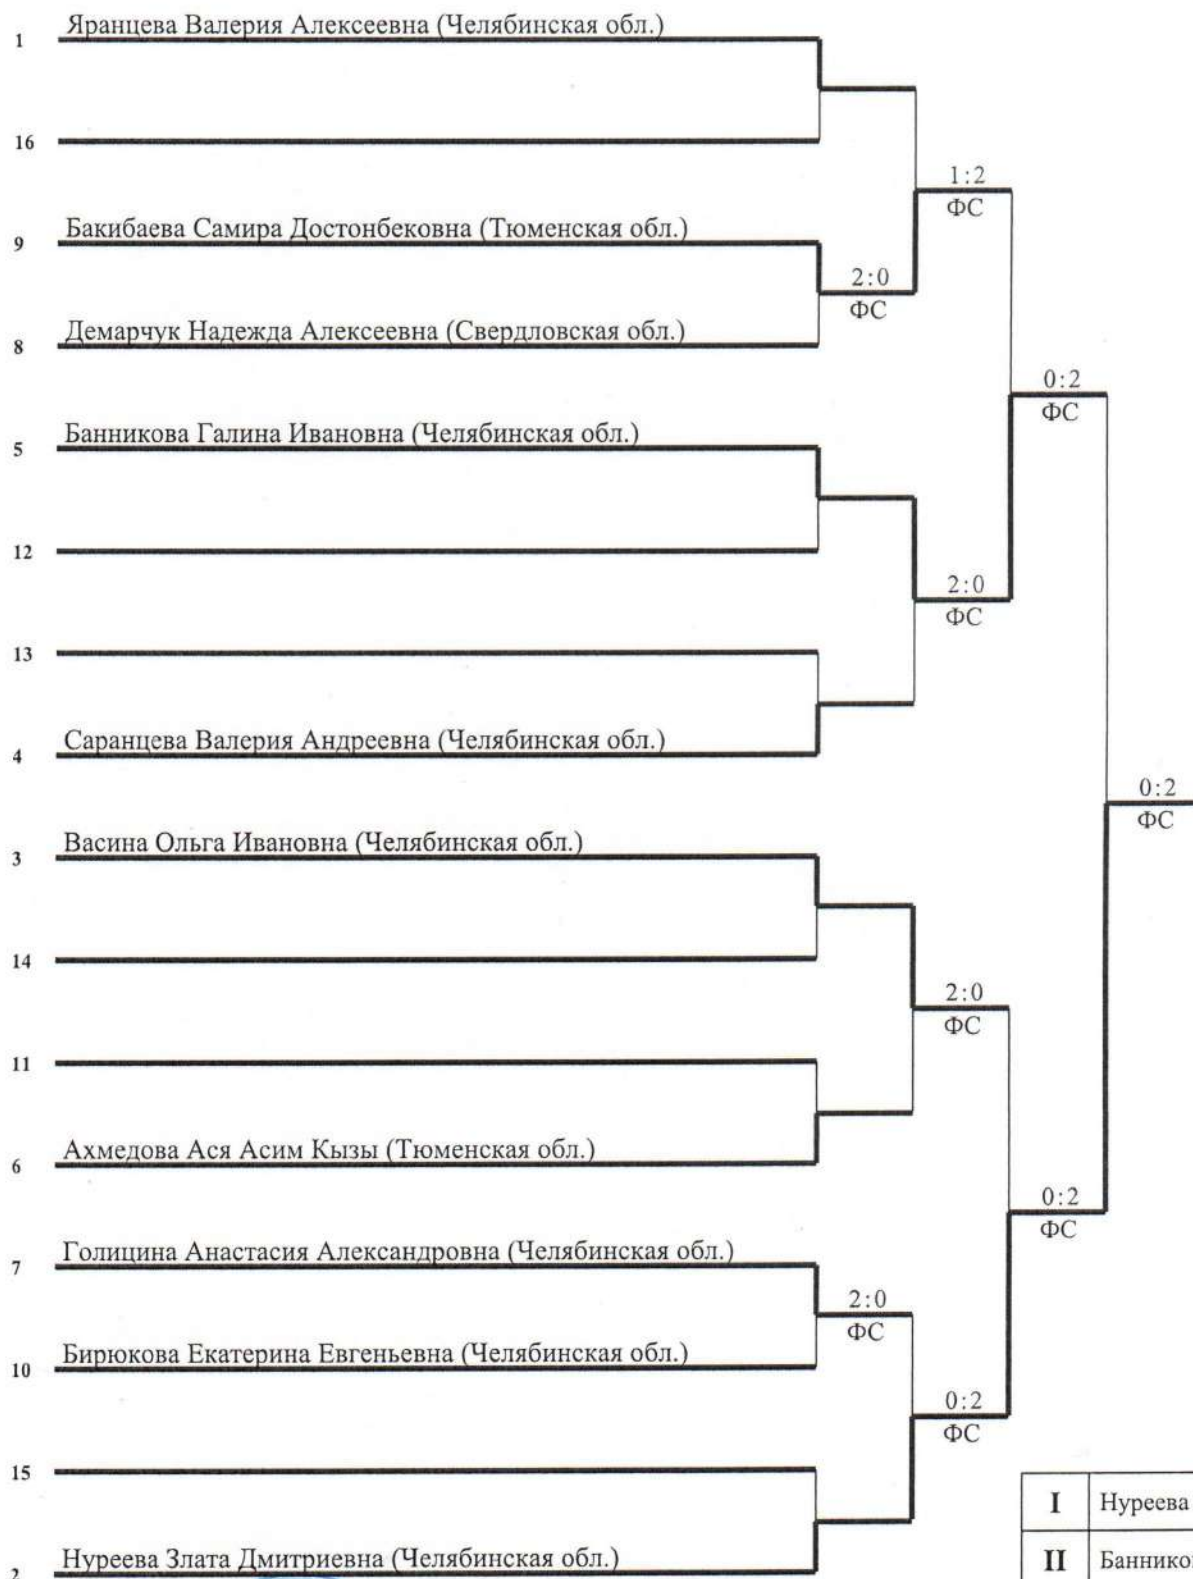 1 Яранцева Валерия Алексеевна (Челябинская обл.)
16
1:2
ФС
9 Бакибаева Самира Достонбековна (Тюменская обл.)
2:0
ФС
8 Демарчук Надежда Алексеевна (Свердловская обл.)
0:2
ФС
5 Банникова Галина Ивановна (Челябинская обл.)
12
2:0
ФС
13
4 Саранцева Валерия Андреевна (Челябинская обл.)
0:2
ФС
3 Васина Ольга Ивановна (Челябинская обл.)
14
2:0
ФС
11
6 Ахмедова Ася Асим Кызы (Тюменская обл.)
0:2
ФС
7 Голицина Анастасия Александровна (Челябинская обл.)
2:0
ФС
10 Бирюкова Екатерина Евгеньевна (Челябинская обл.)
0:2
ФС
15
I Нуреева
2 Нуреева Злата Дмитриевна (Челябинская обл.)
II